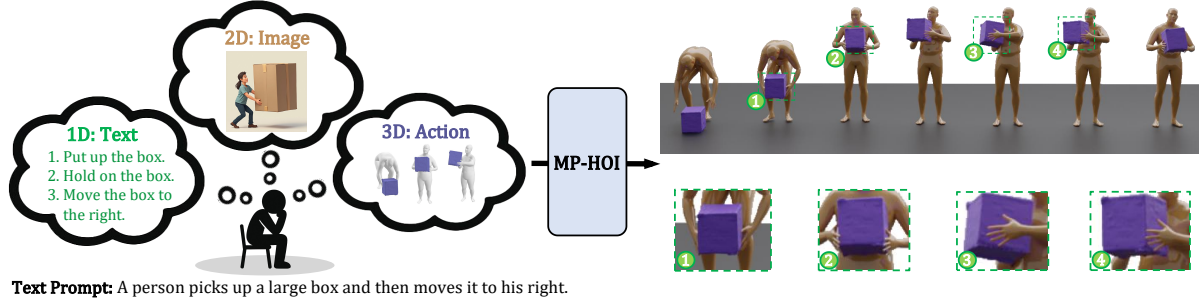 2D: Image
1D: Text
1. Put up the box.
2. Hold on the box.
3. Move the box to
the right.
3D: Action
MP-HOI
1
2
3
4
1
2
3
4
Text Prompt: A person picks up a large box and then moves it to his right.